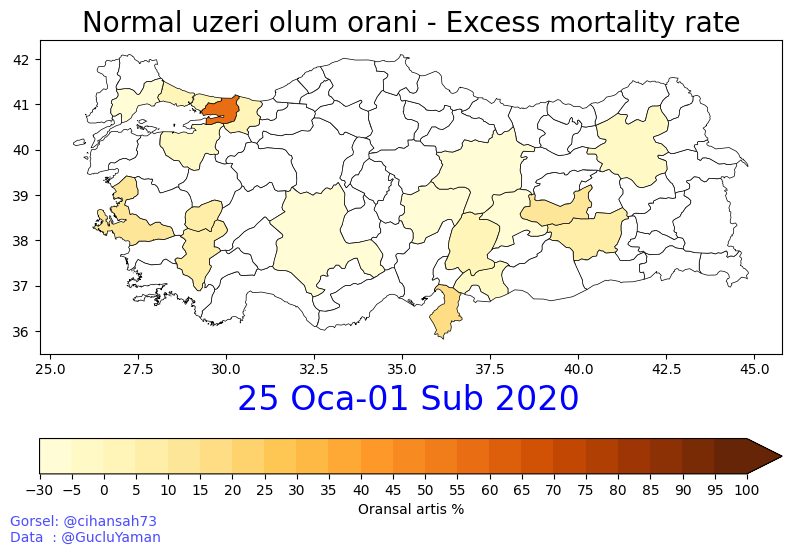 Normal uzeri olum orani - Excess mortality rate
42
41
40
39
38
37
36
25.0 27.5 30.0 32.5 35.0 37.5 40.0 42.5 45.0
25 Oca-01 Sub 2020
−30 −5 0 5 10 15 20 25 30 35 40 45 50 55 60 65 70 75 80 85 90 95 100
Oransal artis %
Gorsel: @cihansah73
Data : @GucluYaman